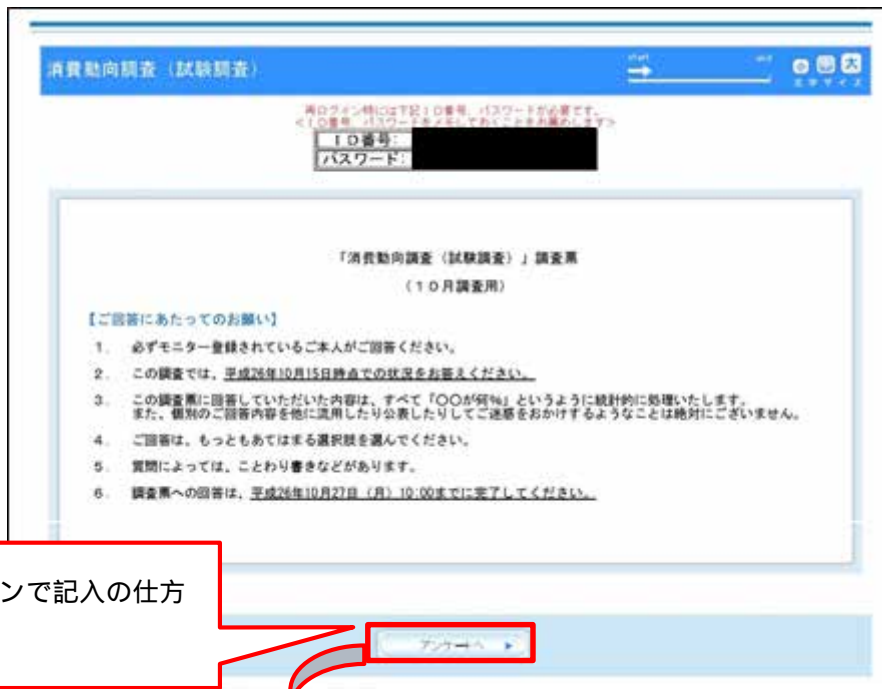 消費動向調査（試験調査）
再ログイン時には下記ＩＤ番号、パスワードが必要です。
＜ＩＤ番号、パスワードをメモしておくことをお薦めします＞
ＩＤ番号：
パスワード：
「消費動向調査（試験調査）」調査票
（１０月調査用）
【ご回答にあたってのお願い】
１． 必ずモニター登録されているご本人がご回答ください。
２． この調査では、平成26年10月15日時点での状況をお答えください。
３． この調査票に回答していただいた内容は、すべて「〇〇が何%」というように統計的に処理いたします。
また、個別のご回答内容を他に流用したり公表したりしてご迷惑をおかけするようなことは絶対にございません。
４． ご回答は、もっともあてはまる選択肢を選んでください。
５． 質問によっては、ことわり書きなどがあります。
６． 調査票への回答は、平成26年10月27日（月）10:00までに完了してください。
ンで記入の仕方
アンケートへ